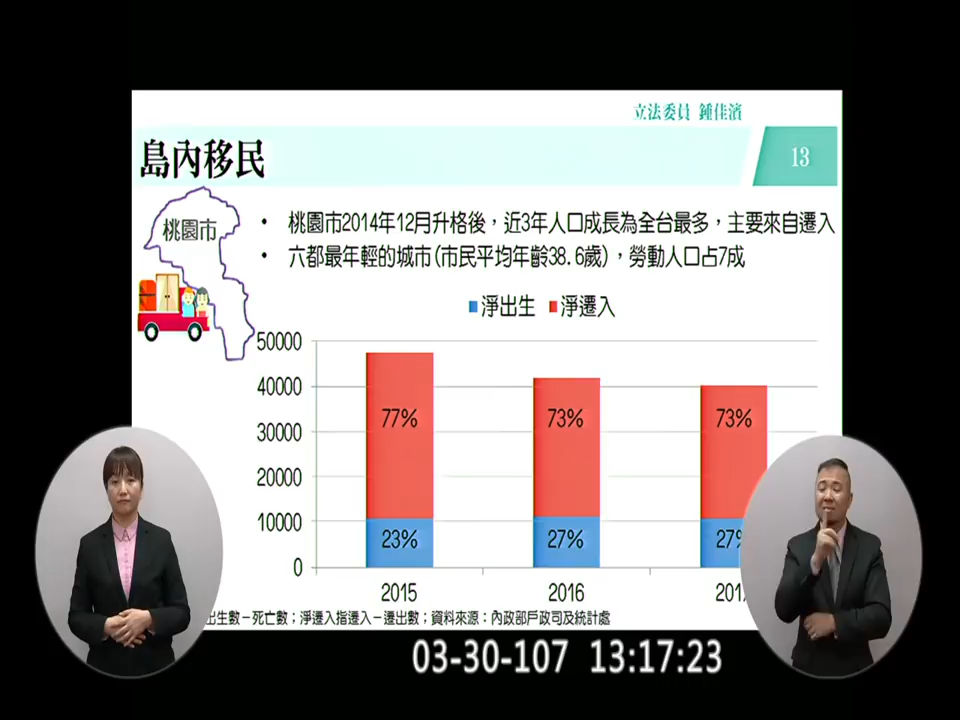 立法委員 鍾佳濱
島內移民
13
桃園市
• 桃園市2014年12月升格後，近3年人口成長為全台最多，主要來自遷入
• 六都最年輕的城市(市民平均年齡38.6歲)，勞動人口占7成
淨出生 淨遷入
50000
40000
30000
20000
10000
0
77%
73%
73%
23%
27%
27%
2015
2016
201
出生數－死亡數；淨遷入指遷入－遷出數；資料來源：內政部戶政司及統計處
03-30-107 13:17:23